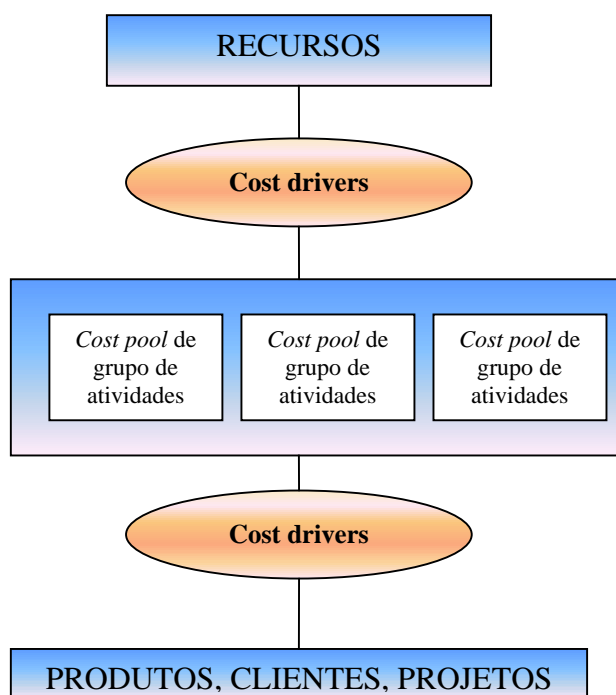 RECURSOS
Cost drivers
Cost pool de
grupo de
atividades
Cost pool de
grupo de
atividades
Cost pool de
grupo de
atividades
Cost drivers
PRODUTOS, CLIENTES, PROJETOS